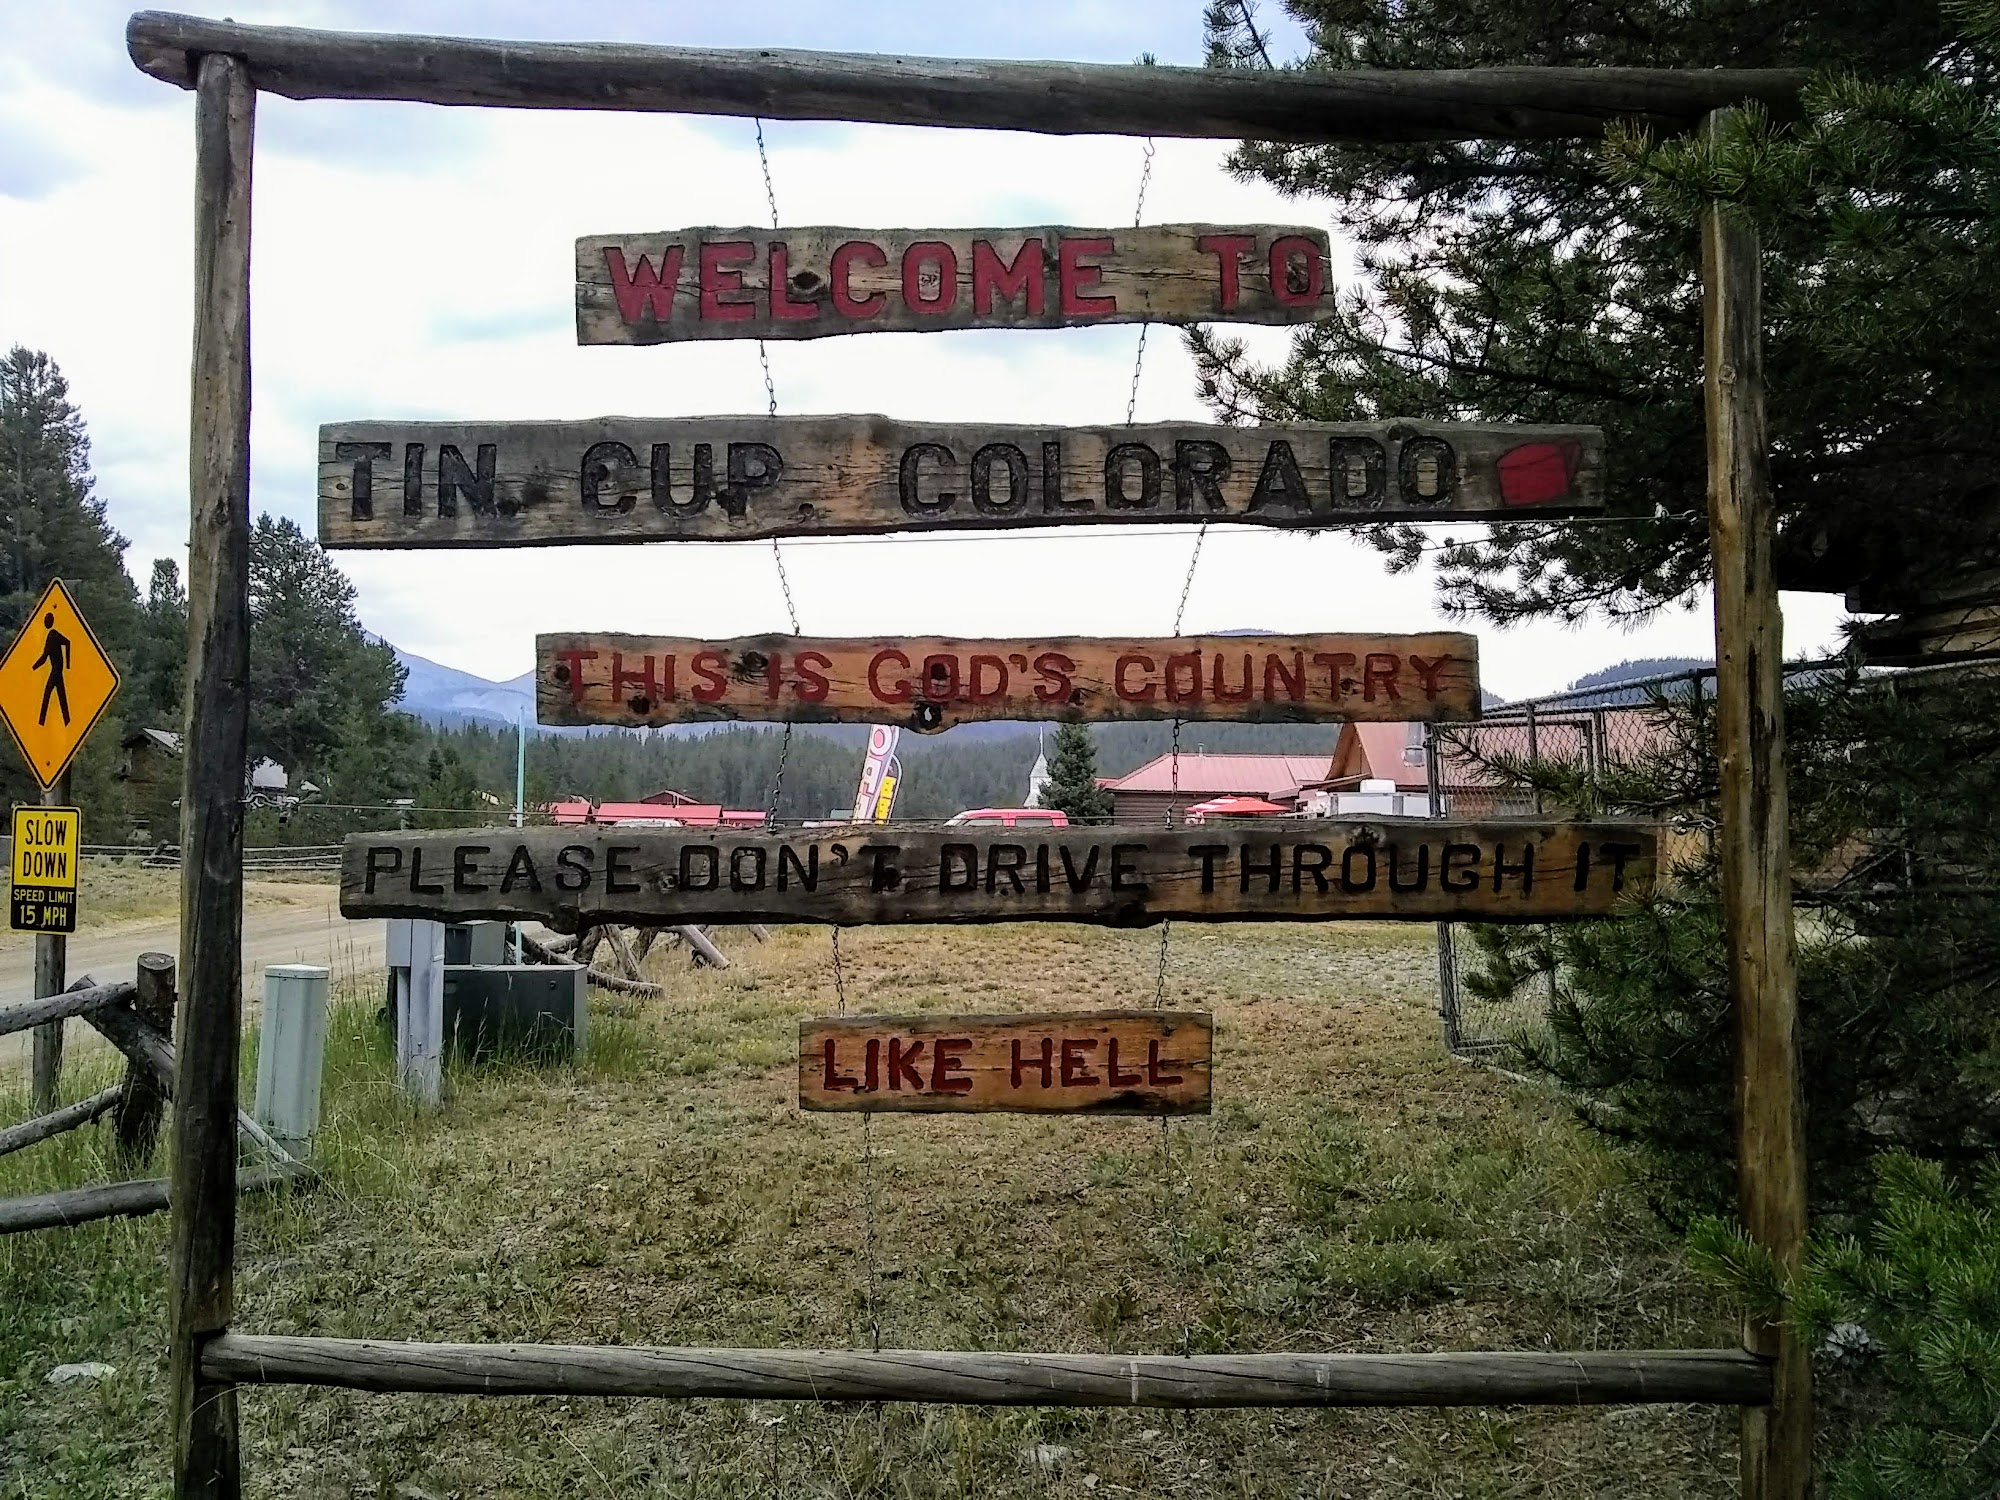 WELCOME TO
TIN CUP COLORADO
THIS IS GOD'S COUNTRY
PLEASE DON'T DRIVE THROUGH IT
LIKE HELL
SLOW
DOWN
SPEED LIMIT
15 MPH